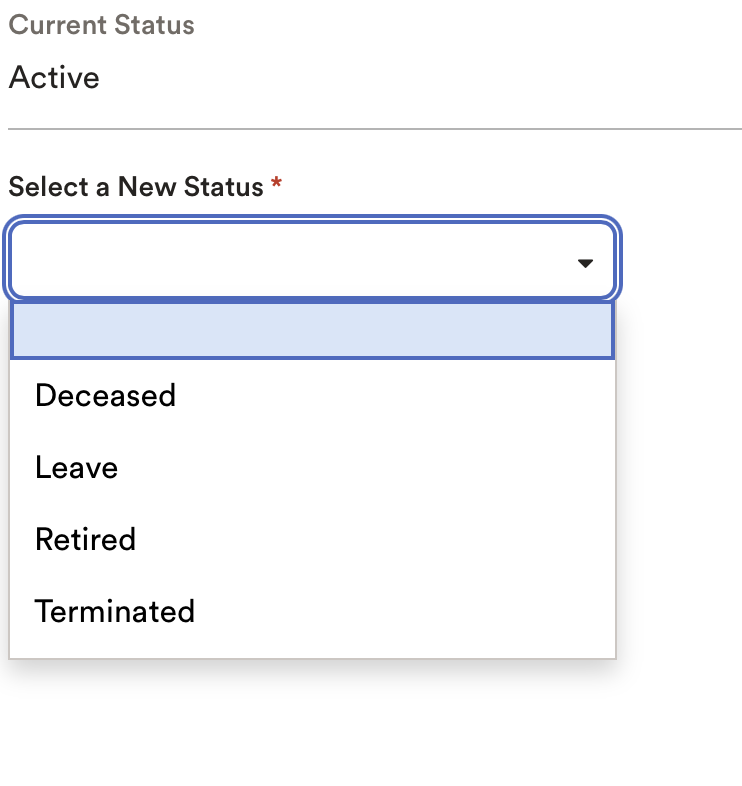 Current Status
Active
Select a New Status *
Deceased
Leave
Retired
Terminated